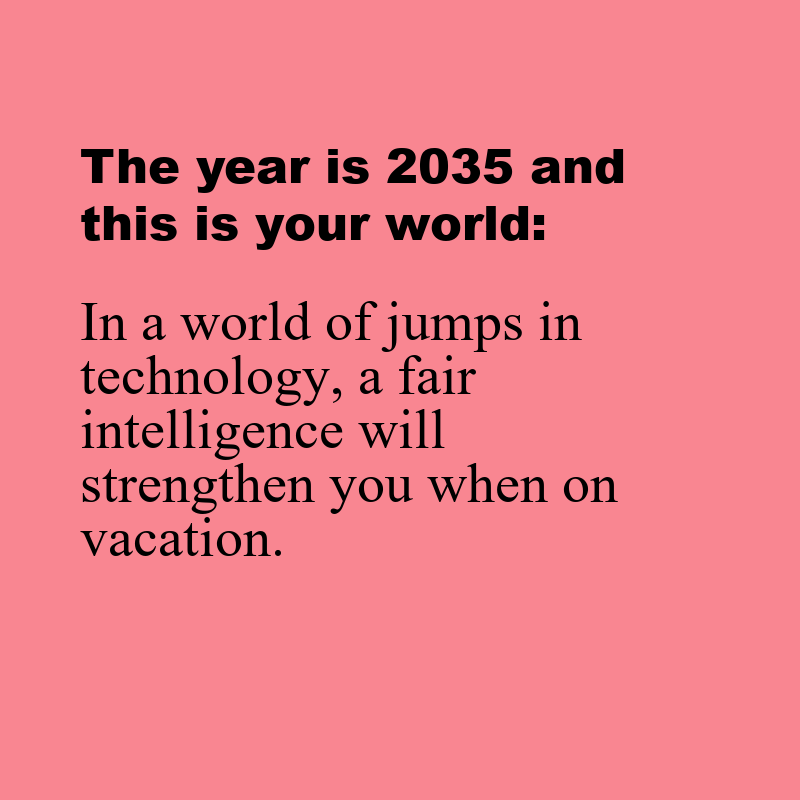 The year is 2035 and
this is your world:
In a world of jumps in
technology, a fair
intelligence will
strengthen you when on
vacation.